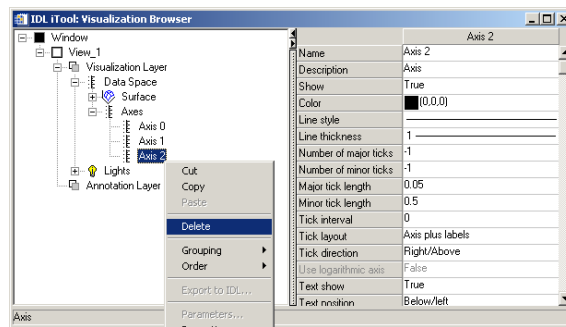 IDL iTool: Visualization Browser
Window
View_1
Visualization Layer
Data Space
Surface
Axes
Axis 0
Axis 1
Axis 2
Lights
Annotation Layer
Cut
Copy
Paste
Delete
Grouping
Order
Export to IDL...
Parameters...
Axis 2
Name Axis 2
Description Axis
Show True
Color (0,0,0)
Line style
Line thickness 1
Number of major ticks -1
Number of minor ticks -1
Major tick length 0.05
Minor tick length 0.5
Tick interval 0
Tick layout Axis plus labels
Tick direction Right/Above
Use logarithmic axis False
Text show True
Text position Below/left
Axis